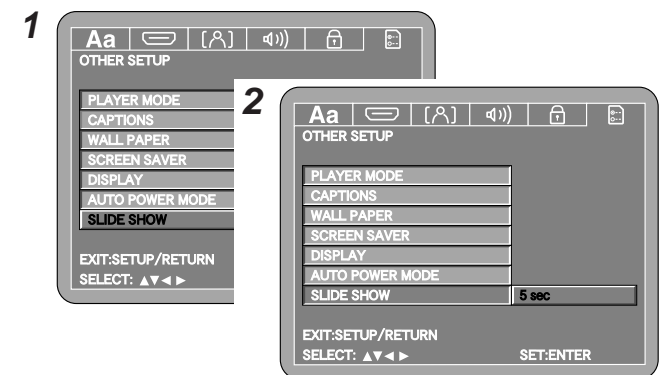 1
Aa
OTHER SETUP
PLAYER MODE
CAPTIONS
WALL PAPER
SCREEN SAVER
DISPLAY
AUTO POWER MODE
SLIDE SHOW
EXIT:SETUP/RETURN
SELECT: ▲▼◄ ►
2
Aa
OTHER SETUP
PLAYER MODE
CAPTIONS
WALL PAPER
SCREEN SAVER
DISPLAY
AUTO POWER MODE
SLIDE SHOW 5 sec
EXIT:SETUP/RETURN
SELECT: ▲▼◄ ► SET:ENTER